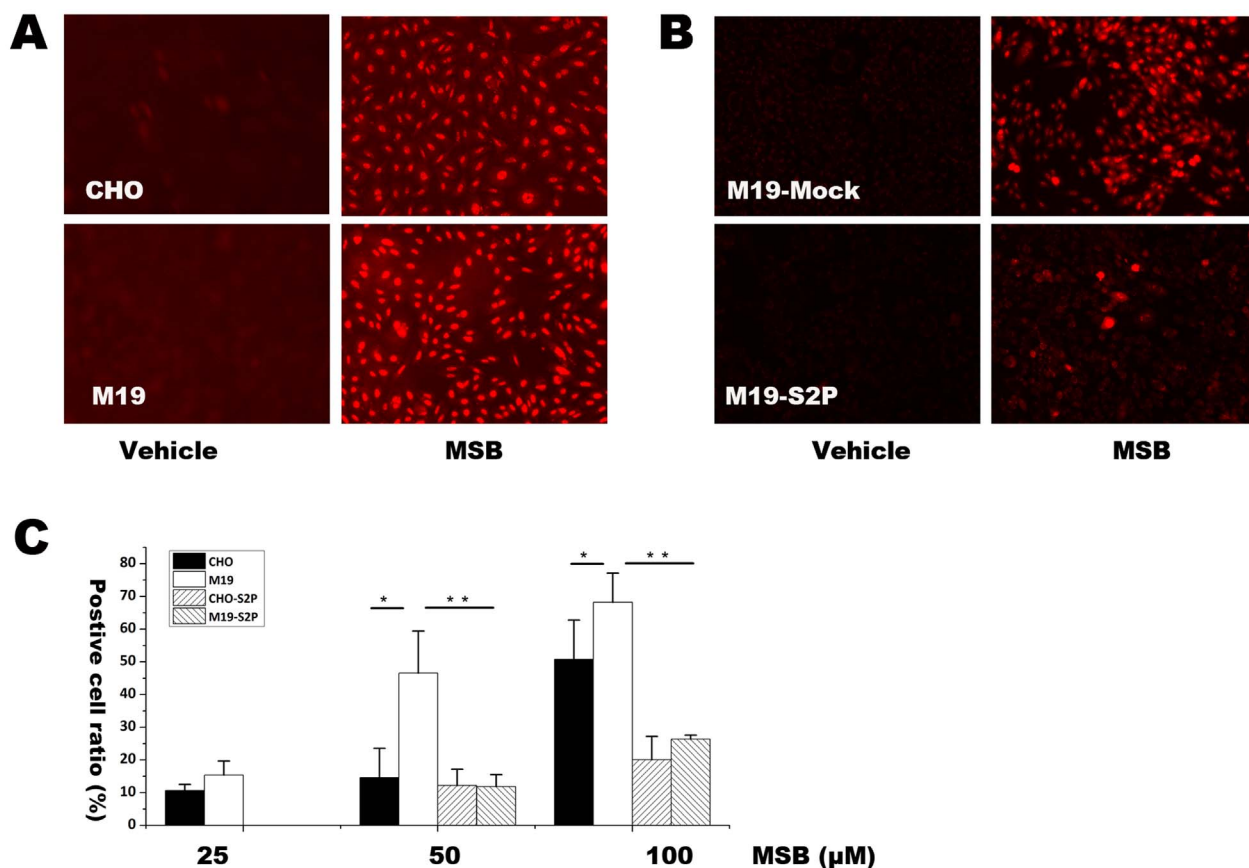 A
B
CHO
M19-Mock
M19
M19-S2P
Vehicle
MSB
Vehicle
MSB
C
Postive cell ratio (%)
80
70
60
50
40
30
20
10
0
CHO
M19
CHO-S2P
M19-S2P
*
* *
*
* *
25
50
100
MSB (μM)